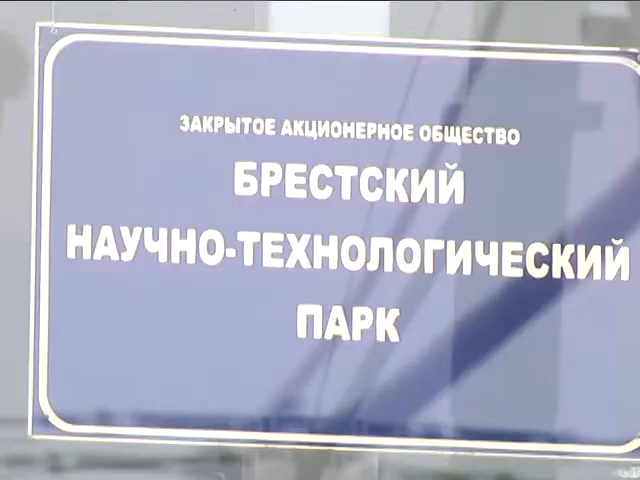 ЗАКРЫТОЕ АКЦИОНЕРНОЕ ОБЩЕСТВО
БРЕСТСКИЙ
НАУЧНО-ТЕХНОЛОГИЧЕСКИЙ
ПАРК